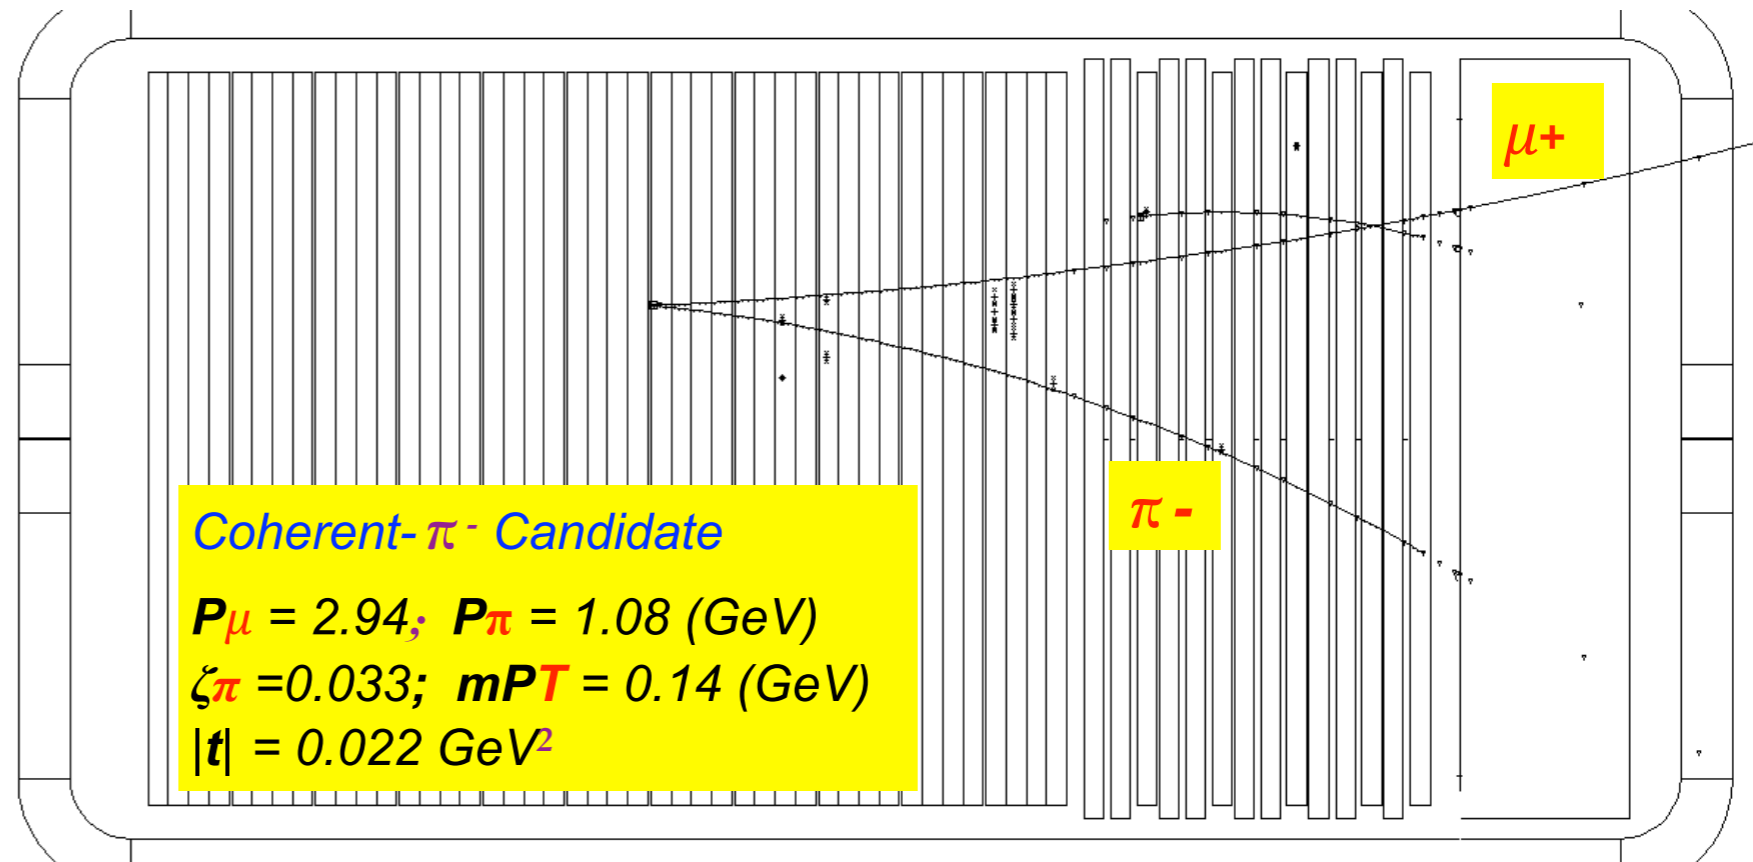 μ+
π -
Coherent- π - Candidate
Pμ = 2.94; Pπ = 1.08 (GeV)
ζπ =0.033; mPT = 0.14 (GeV)
|t| = 0.022 GeV²